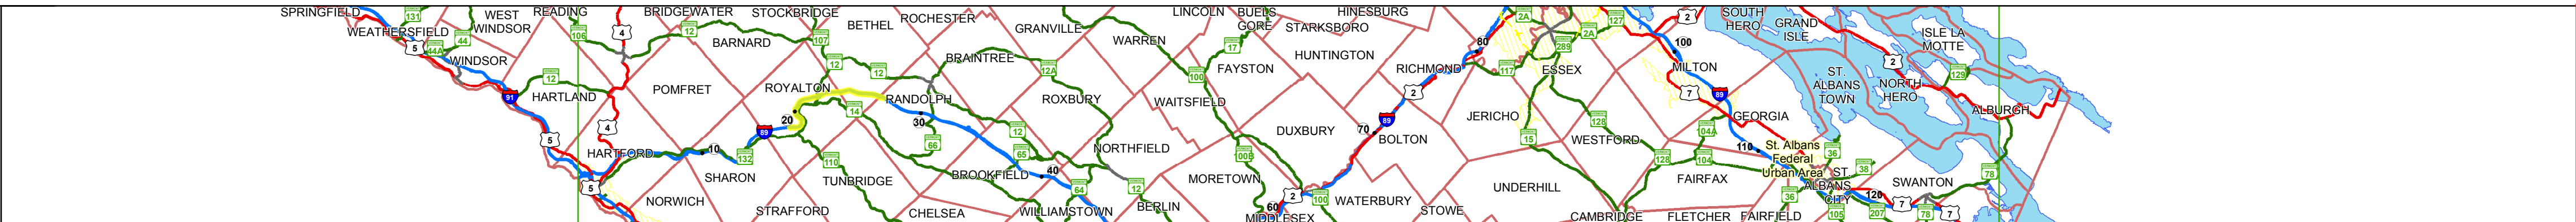 SPRINGFIELD
131
WEST
WINDSOR
READING
BRIDGEWATER
STOCKBRIDGE
BETHEL
ROCHESTER
GRANVILLE
WARREN
LINCOLN
BUELS
GORE
STARKSBORO
HINESBURG
2A
127
2
SOUTH
HERO
GRAND
ISLE
ISLE LA
MOTTE
WEATHERSFIELD
5
44A
44
106
4
12
BARNARD
107
BRAINTREE
17
HUNTINGTON
80
289
2A
100
2
WINDSOR
12
12
12
12A
100
FAYSTON
RICHMOND
117
ESSEX
MILTON
ST.
ALBANS
TOWN
NORTH
HERO
129
91
HARTLAND
POMFRET
ROYALTON
RANDOLPH
ROXBURY
WAITSFIELD
2
7
89
ALBURGH
4
20
14
30
89
JERICHO
128
GEORGIA
5
89
12
DUXBURY
70
BOLTON
15
WESTFORD
104A
HARTFORD
10
132
110
66
65
NORTHFIELD
100B
128
104
110
St. Albans
Federal
Urban Area
36
38
78
5
SHARON
TUNBRIDGE
BROOKFIELD
40
64
12
MORETOWN
2
100
UNDERHILL
FAIRFAX
ST.
ALBANS
CITY
36
120
SWANTON
NORWICH
STRAFFORD
CHELSEA
WILLIAMSTOWN
BERLIN
60
MIDDLESEX
WATERBURY
STOWE
CAMBRIDGE
FLETCHER
FAIRFIELD
105
207
7
78
7